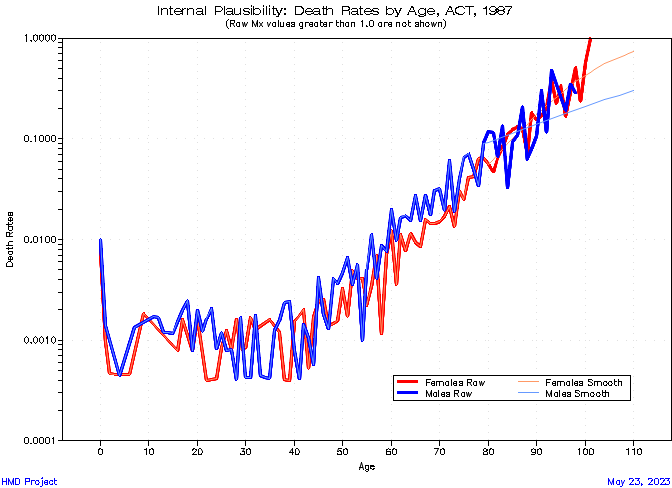 Internal Plausibility: Death Rates by Age, ACT, 1987
(Raw Mx values greater than 1.0 are not shown)
1.0000
0.1000
0.0100
0.0010
0.0001
Death Rates
0 10 20 30 40 50 60 70 80 90 100 110
Age
Females Raw Females Smooth
Males Raw Males Smooth
HMD Project May 23, 2023